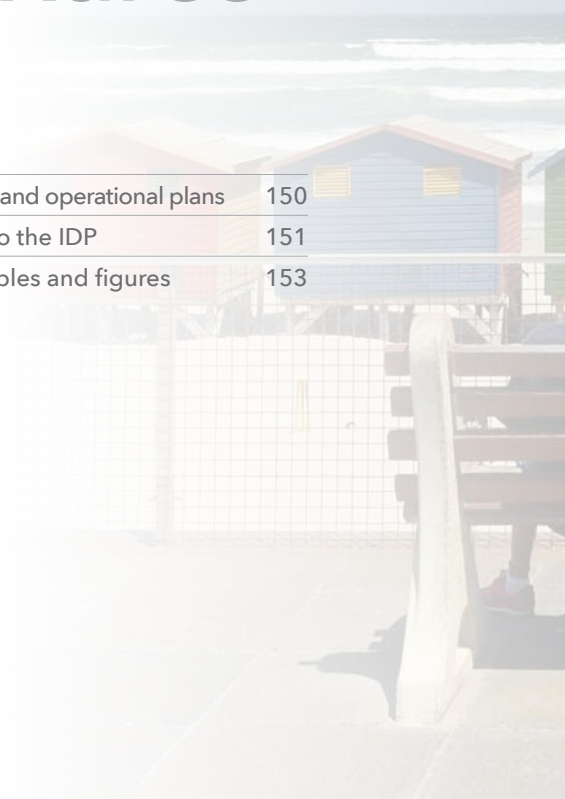 and operational plans 150
o the IDP 151
bles and figures 153